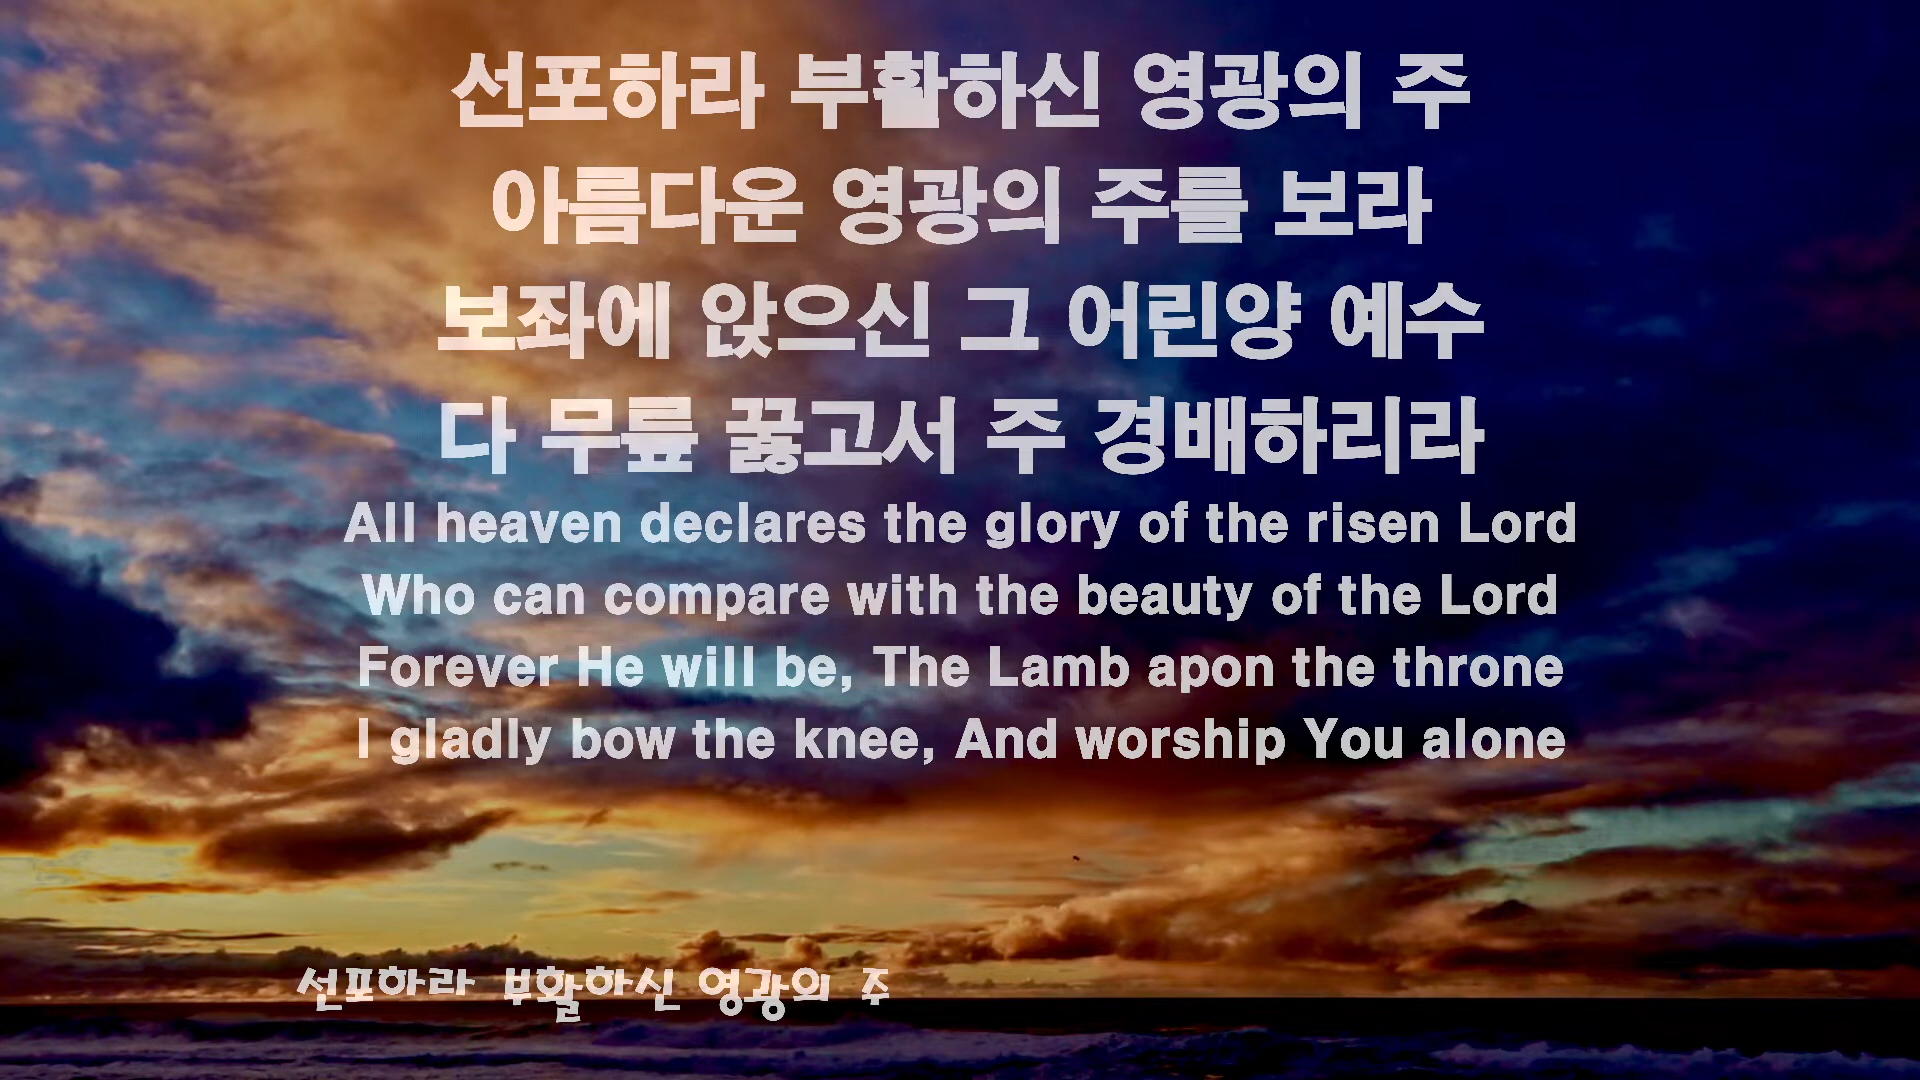 선포하라 부활하신 영광의 주
아름다운 영광의 주를 보라
보좌에 앉으신 그 어린양 예수
다 무릎 꿇고서 주 경배하리라
All heaven declares the glory of the risen Lord
Who can compare with the beauty of the Lord
Forever He will be, The Lamb apon the throne
I gladly bow the knee, And worship You alone
선포하라 부활하신 영광의 주